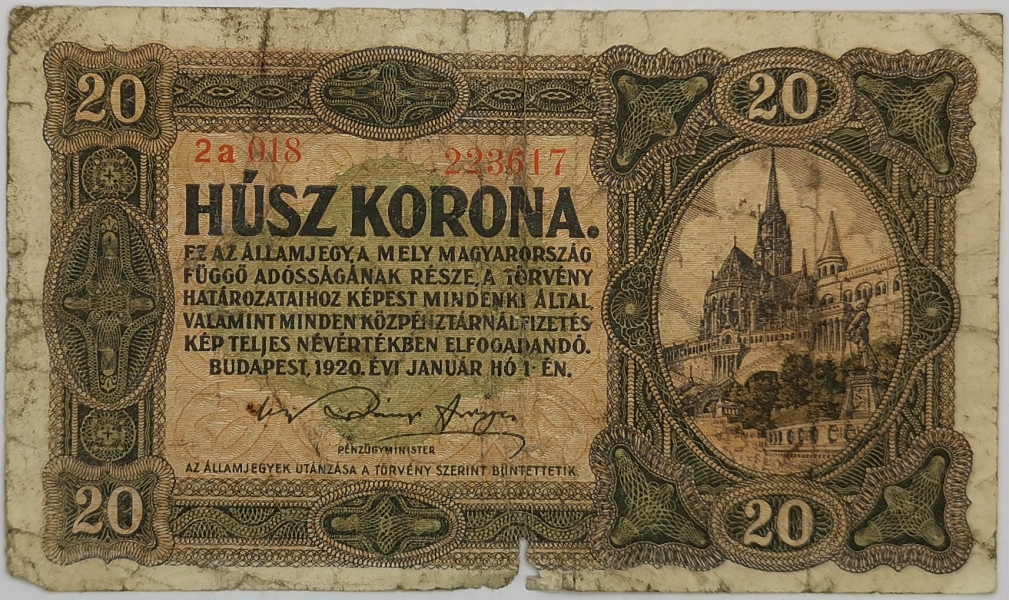 20 20
2a 018 223617
HÚSZ KORONA.
EZ AZ ÁLLAMJEGY, A MELY MAGYARORSZÁG
FÜGGŐ ADÓSSÁGÁNAK RÉSZE, A TÖRVÉNY
HATÁROZATAIHOZ KÉPEST MINDENKI ÁLTAL,
VALAMINT MINDEN KÖZPÉNZTÁRNÁL FIZETÉS
KÉP TELJES NÉVÉRTÉKBEN ELFOGADANDÓ.
BUDAPEST, 1920. ÉVI JANUÁR HÓ 1-ÉN.
PÉNZÜGYMINISTER
AZ ÁLLAMJEGYEK UTÁNZÁSA A TÖRVÉNY SZERINT BÜNTETTETIK.
20 20